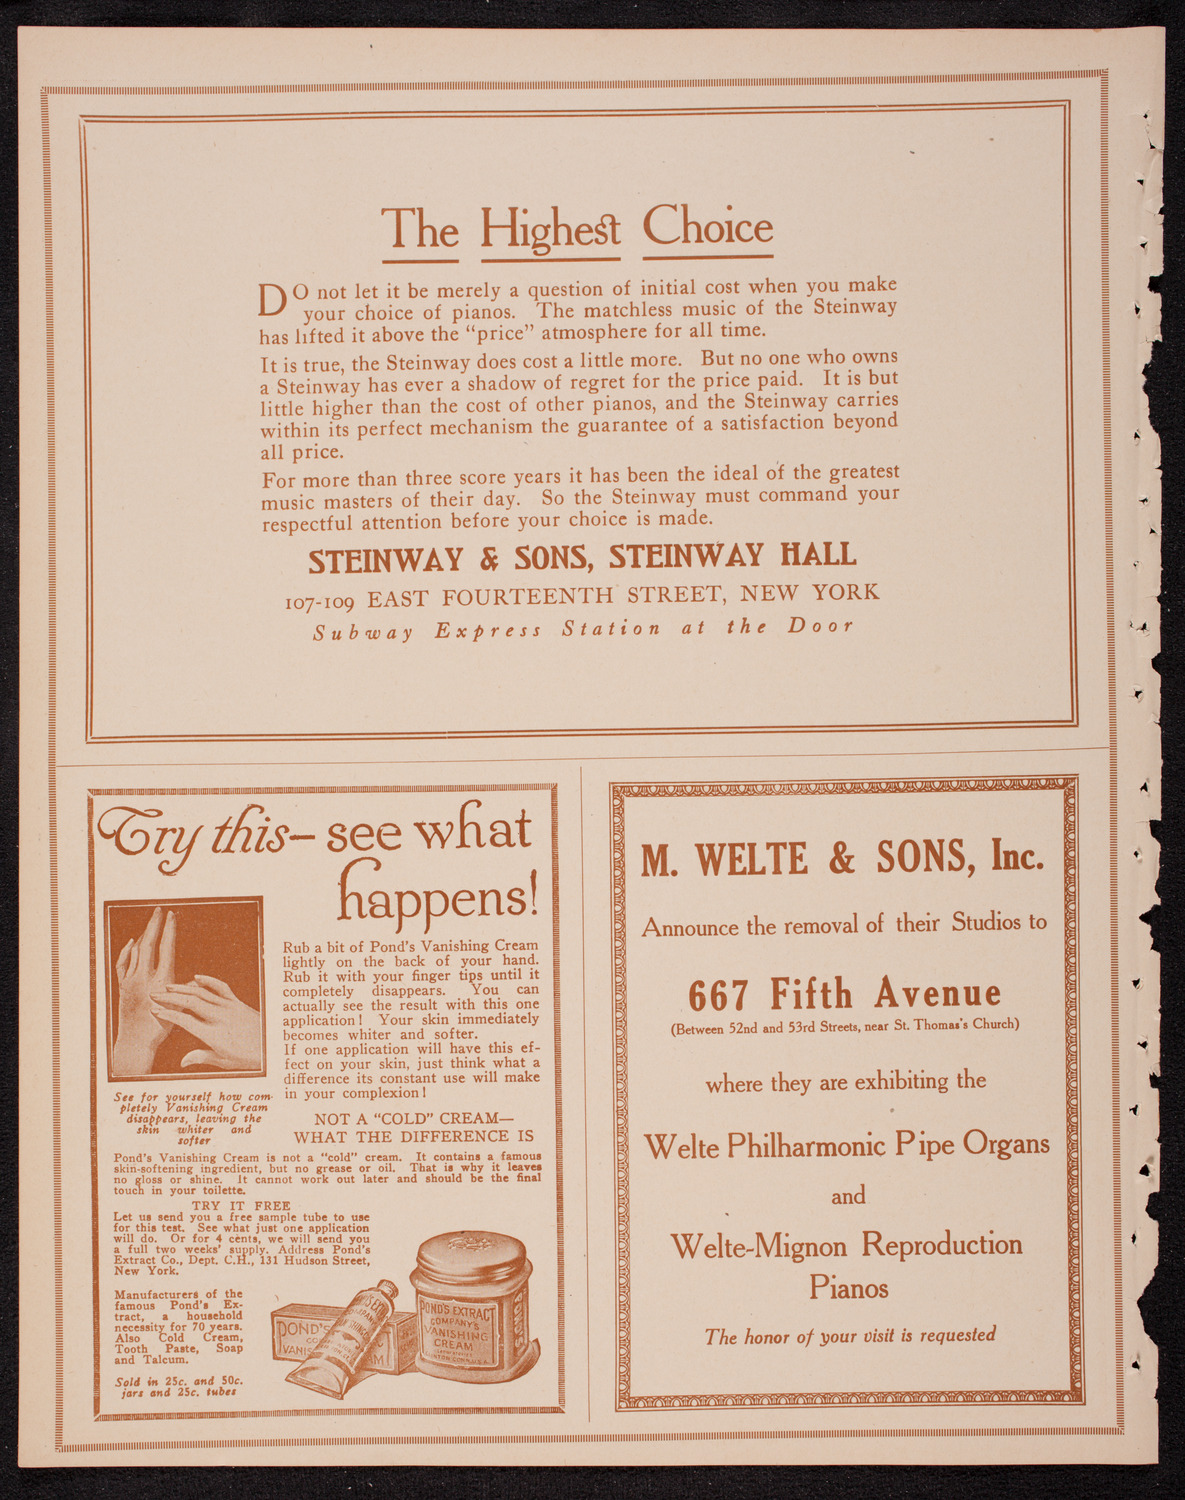 The Highest Choice
DO not let it be merely a question of initial cost when you make
your choice of pianos. The matchless music of the Steinway
has lifted it above the “price” atmosphere for all time.
It is true, the Steinway does cost a little more. But no one who owns
a Steinway has ever a shadow of regret for the price paid. It is but
little higher than the cost of other pianos, and the Steinway carries
within its perfect mechanism the guarantee of a satisfaction beyond
all price.
For more than three score years it has been the ideal of the greatest
music masters of their day. So the Steinway must command your
respectful attention before your choice is made.
STEINWAY & SONS, STEINWAY HALL
107-109 EAST FOURTEENTH STREET, NEW YORK
Subway Express Station at the Door
Try this—see what
happens!
Rub a bit of Pond's Vanishing Cream
lightly on the back of your hand.
Rub it with your finger tips until it
completely disappears. You can
actually see the result with this one
application! Your skin immediately
becomes whiter and softer.
If one application will have this ef-
fect on your skin, just think what a
difference its constant use will make
in your complexion!
See for yourself how com-
pletely Vanishing Cream
disappears, leaving the
skin whiter and
softer
NOT A “COLD” CREAM—
WHAT THE DIFFERENCE IS
Pond's Vanishing Cream is not a “cold” cream. It contains a famous
skin-softening ingredient, but no grease or oil. That is why it leaves
no gloss or shine. It cannot work out later and should be the final
touch in your toilette.
TRY IT FREE
Let us send you a free sample tube to use
for this test. See what just one application
will do. Or for 4 cents, we will send you
a full two weeks' supply. Address Pond's
Extract Co., Dept. C.H., 131 Hudson Street,
New York.
Manufacturers of the
famous Pond's Ex-
tract, a household
necessity for 70 years.
Also Cold Cream,
Tooth Paste, Soap
and Talcum.
Sold in 25c. and 50c.
jars and 25c. tubes
POND'S
VANIS
POND'S EXTRACT
COMPANY'S
VANISHING
CREAM
M. WELTE & SONS, Inc.
Announce the removal of their Studios to
667 Fifth Avenue
(Between 52nd and 53rd Streets, near St. Thomas's Church)
where they are exhibiting the
Welte Philharmonic Pipe Organs
and
Welte-Mignon Reproduction
Pianos
The honor of your visit is requested